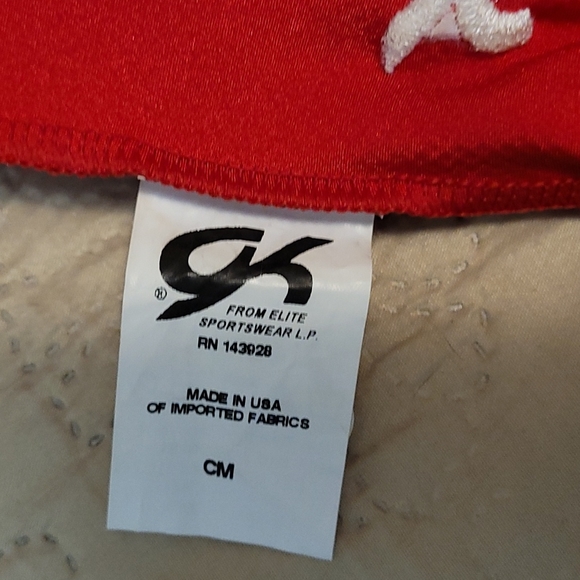 GK
®
FROM ELITE
SPORTSWEAR L.P.
RN 143928
MADE IN USA
OF IMPORTED FABRICS
CM